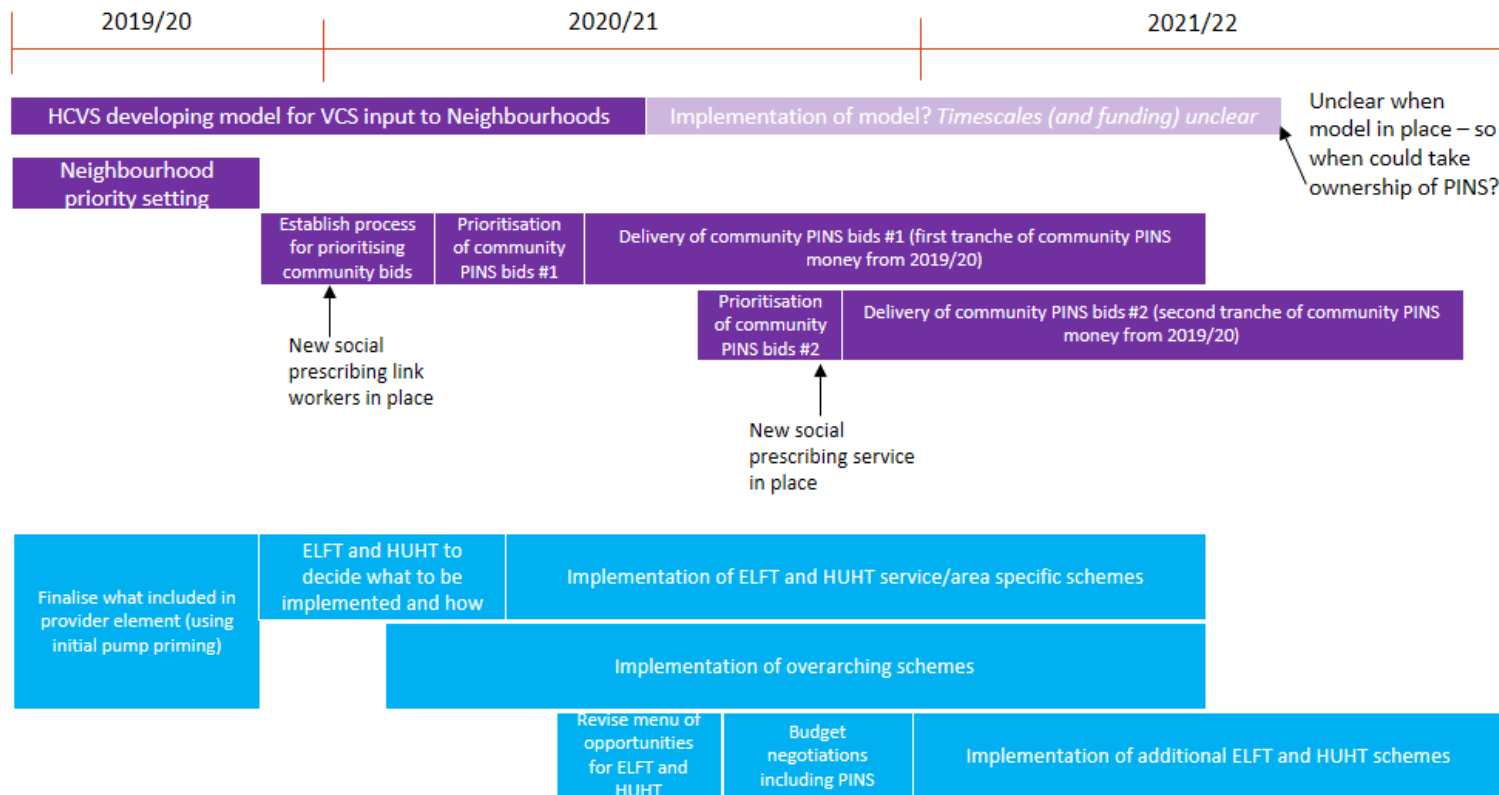 2019/20
2020/21
2021/22
HCVS developing model for VCS input to Neighbourhoods
Implementation of model? Timescales (and funding) unclear
Unclear when
model in place – so
when could take
ownership of PINS?
Neighbourhood
priority setting
Establish process
for prioritising
community bids
Prioritisation
of community
PINS bids #1
Delivery of community PINS bids #1 (first tranche of community PINS
money from 2019/20)
Prioritisation
of community
PINS bids #2
Delivery of community PINS bids #2 (second tranche of community PINS
money from 2019/20)
New social
prescribing link
workers in place
New social
prescribing service
in place
Finalise what included in
provider element (using
initial pump priming)
ELFT and HUHT to
decide what to be
implemented and how
Implementation of ELFT and HUHT service/area specific schemes
Implementation of overarching schemes
Revise menu of
opportunities
for ELFT and
HUHT
Budget
negotiations
including PINS
Implementation of additional ELFT and HUHT schemes